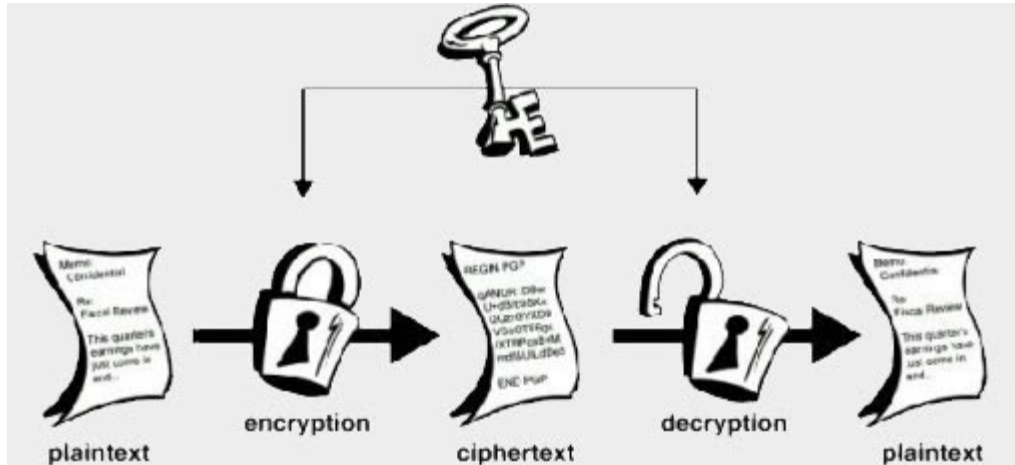 Memo:
Confidential
Re:
Fiscal Review
This quarter's
earnings have
just come in
and...
BEGIN PGP
END PGP
Memo:
Confidential
Re:
Fiscal Review
This quarter's
earnings have
just come in
and...
encryption
decryption
plaintext
ciphertext
plaintext